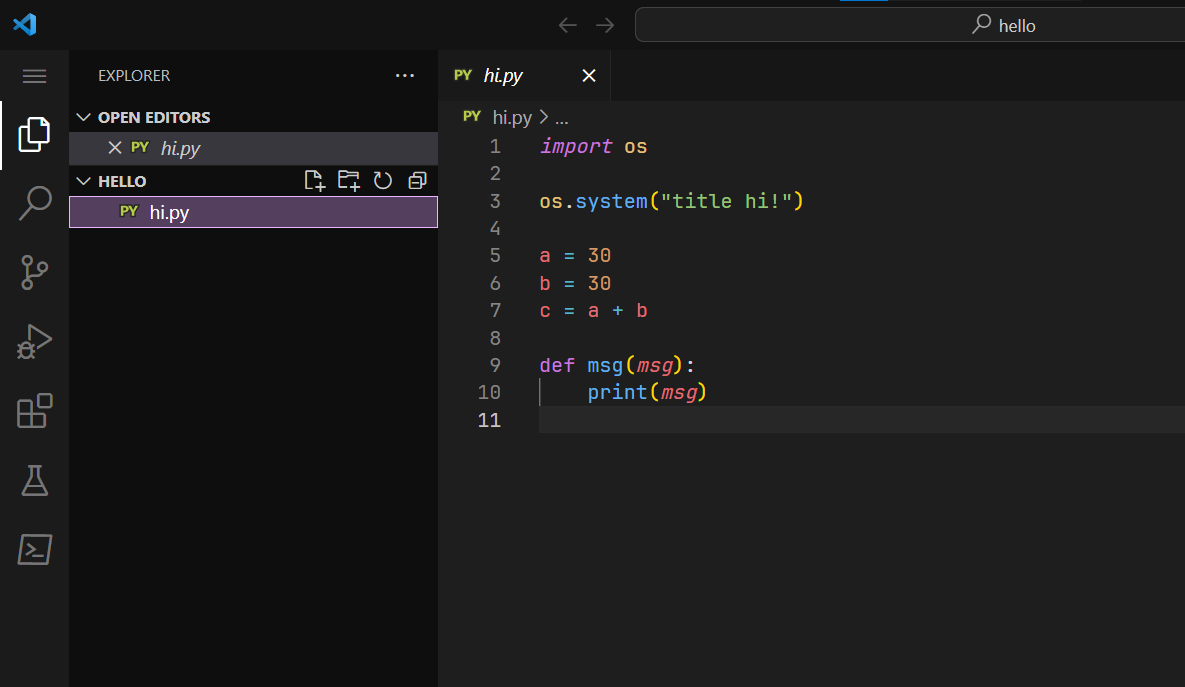 hello
EXPLORER ...
OPEN EDITORS
PY hi.py
HELLO
PY hi.py
PY hi.py
PY hi.py > ...
1 import os
2
3 os.system("title hi!")
4
5 a = 30
6 b = 30
7 c = a + b
8
9 def msg(msg):
10     print(msg)
11